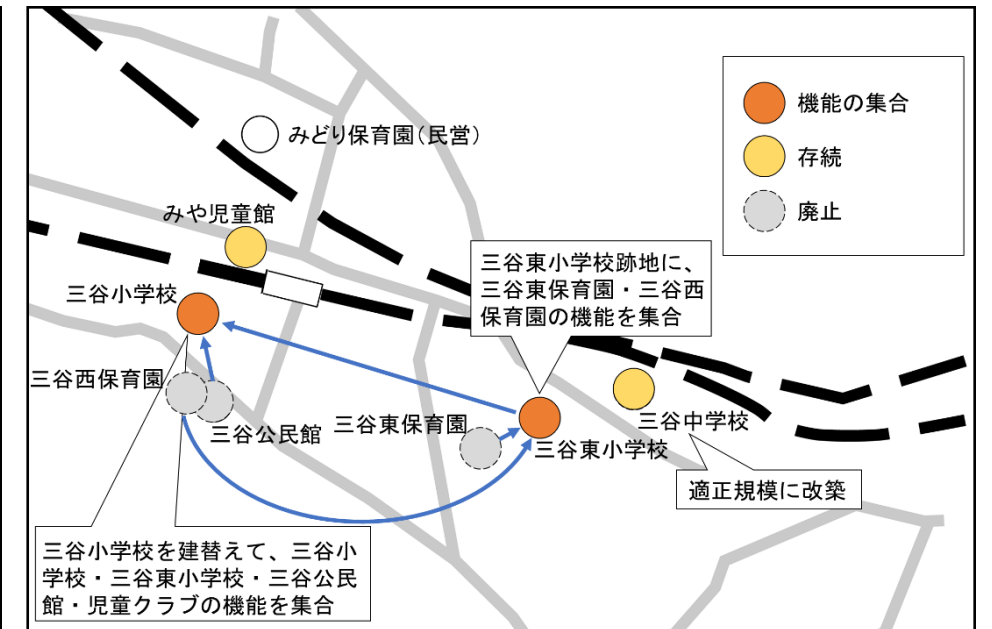 機能の集合
存続
廃止
みどり保育園（民営）
みや児童館
三谷小学校
三谷東小学校跡地に、
三谷東保育園・三谷西
保育園の機能を集合
三谷西保育園
三谷公民館
三谷東保育園
三谷東小学校
三谷中学校
適正規模に改築
三谷小学校を建替えて、三谷小
学校・三谷東小学校・三谷公民
館・児童クラブの機能を集合